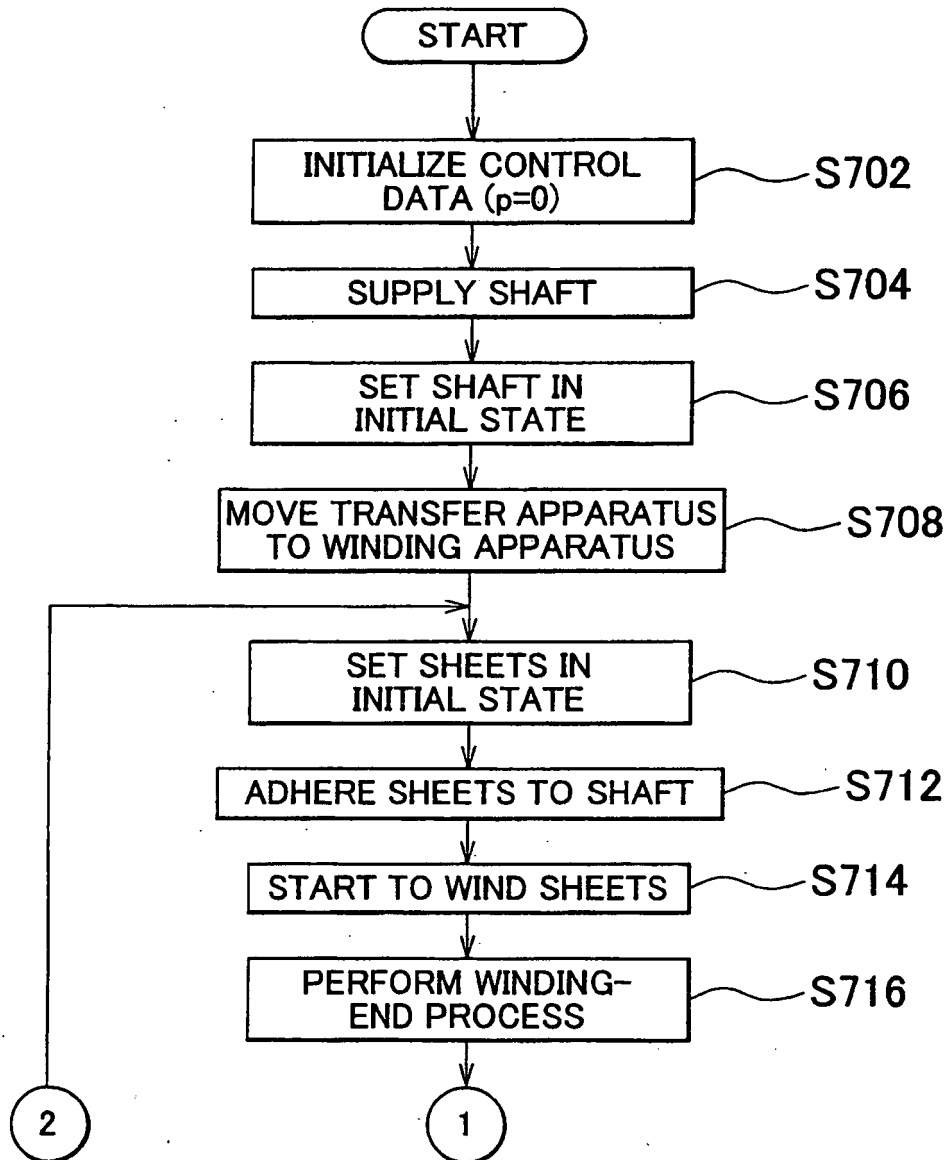 START
INITIALIZE CONTROL
DATA (p=0)
S702
SUPPLY SHAFT
S704
SET SHAFT IN
INITIAL STATE
S706
MOVE TRANSFER APPARATUS
TO WINDING APPARATUS
S708
SET SHEETS IN
INITIAL STATE
S710
ADHERE SHEETS TO SHAFT
S712
START TO WIND SHEETS
S714
PERFORM WINDING-
END PROCESS
S716
2
1